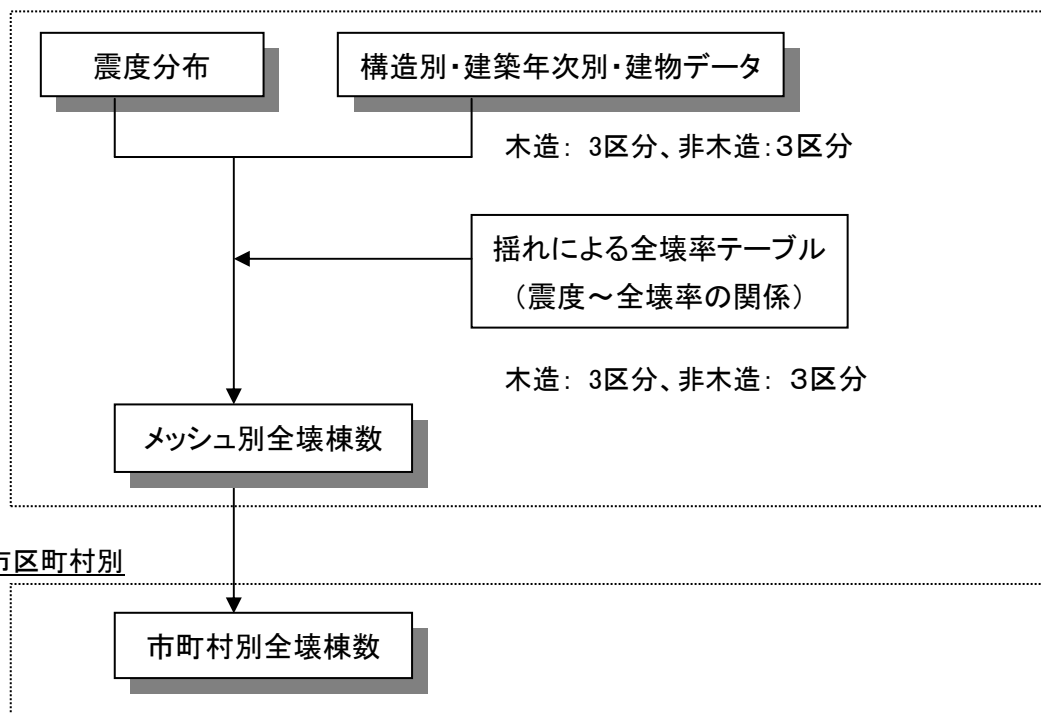 震度分布
構造別・建築年次別・建物データ
木造: 3区分、非木造:３区分
揺れによる全壊率テーブル
（震度～全壊率の関係）
木造: 3区分、非木造: ３区分
メッシュ別全壊棟数
市区町村別
市町村別全壊棟数